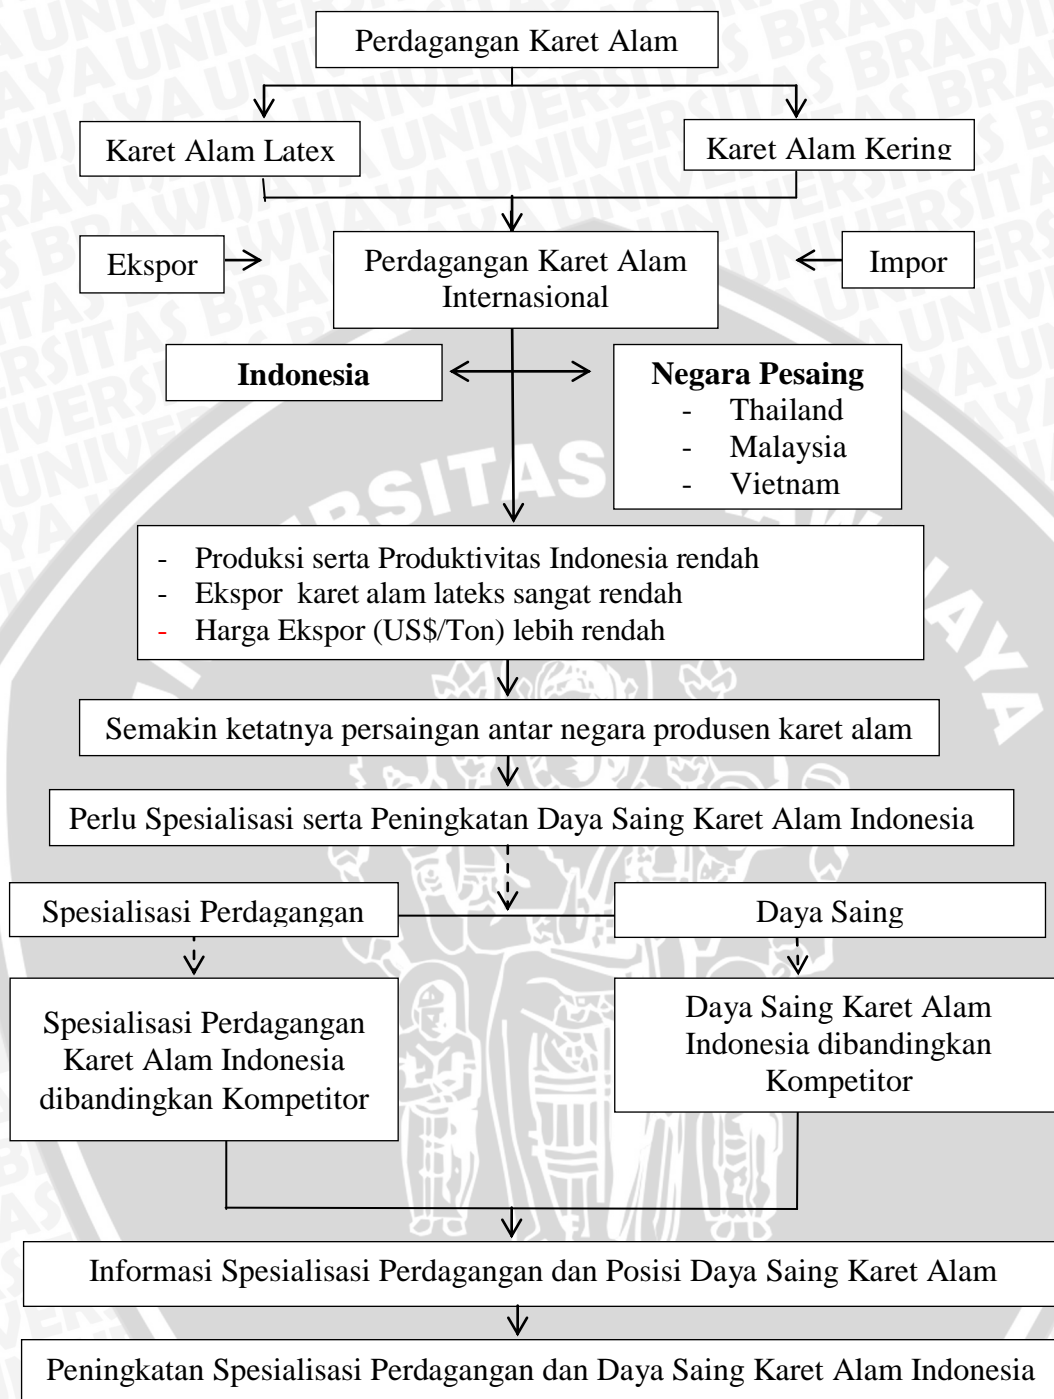 Perdagangan Karet Alam
Karet Alam Latex
Karet Alam Kering
Ekspor
Perdagangan Karet Alam
Internasional
Impor
Indonesia
Negara Pesaing
- Thailand
- Malaysia
- Vietnam
- Produksi serta Produktivitas Indonesia rendah
- Ekspor karet alam lateks sangat rendah
- Harga Ekspor (US$/Ton) lebih rendah
Semakin ketatnya persaingan antar negara produsen karet alam
Perlu Spesialisasi serta Peningkatan Daya Saing Karet Alam Indonesia
Spesialisasi Perdagangan
Daya Saing
Spesialisasi Perdagangan
Karet Alam Indonesia
dibandingkan Kompetitor
Daya Saing Karet Alam
Indonesia dibandingkan
Kompetitor
Informasi Spesialisasi Perdagangan dan Posisi Daya Saing Karet Alam
Peningkatan Spesialisasi Perdagangan dan Daya Saing Karet Alam Indonesia